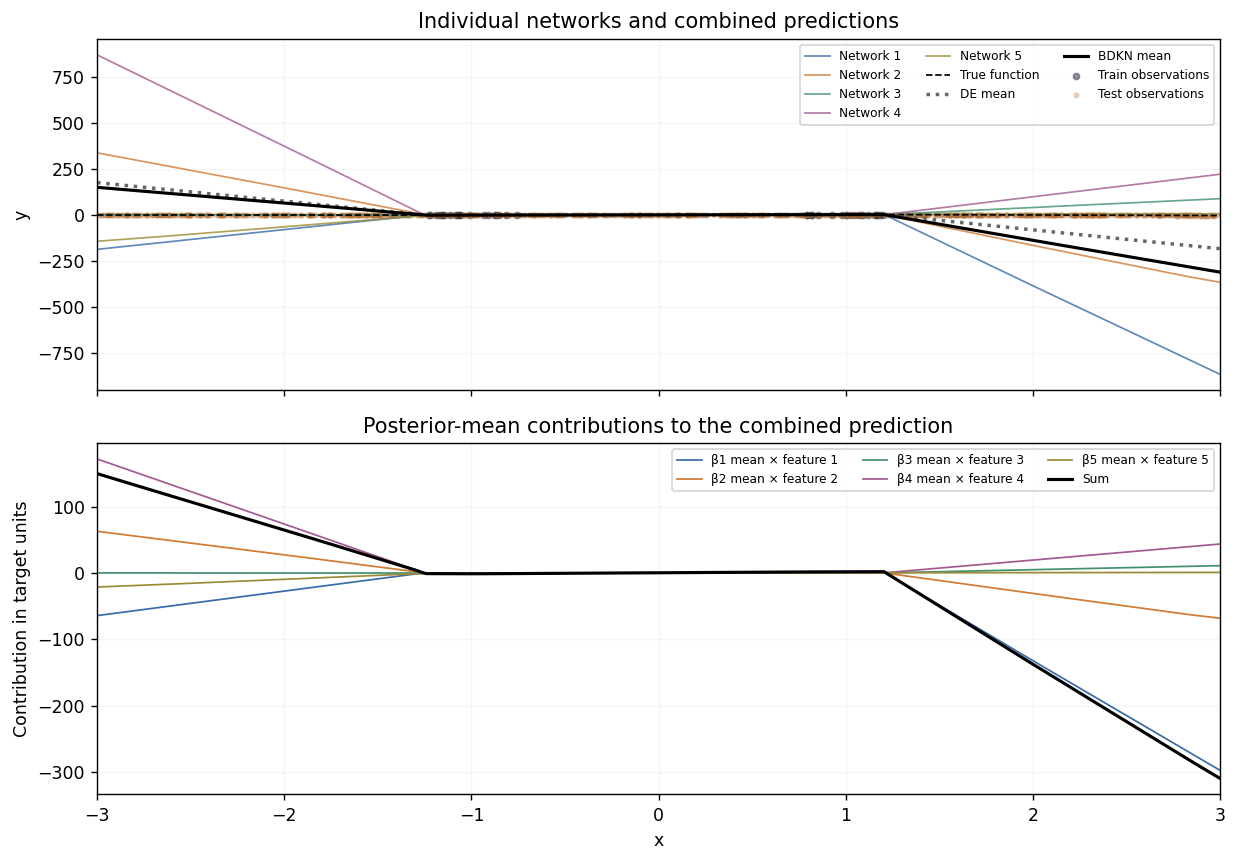 Individual networks and combined predictions
750
500
250
0
−250
−500
−750
y
Network 1
Network 2
Network 3
Network 4
Network 5
True function
DE mean
BDKN mean
Train observations
Test observations
Posterior-mean contributions to the combined prediction
100
0
−100
−200
−300
Contribution in target units
β1 mean × feature 1
β2 mean × feature 2
β3 mean × feature 3
β4 mean × feature 4
β5 mean × feature 5
Sum
−3 −2 −1 0 1 2 3
x